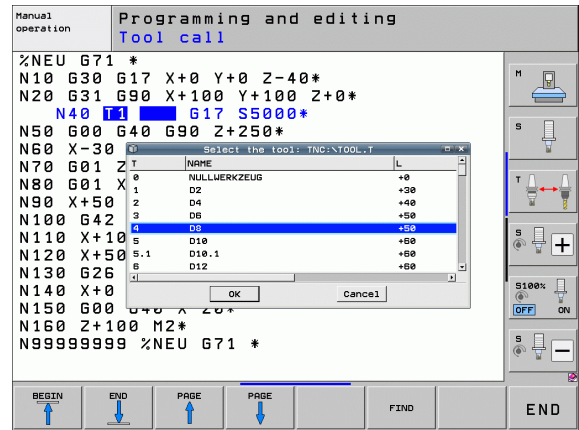 Manual
operation
Programming and editing
Tool call
%NEU G71 *
N10 G30 G17 X+0 Y+0 Z-40*
N20 G31 G90 X+100 Y+100 Z+0*
N40 T1 G17 S5000*
N50 G00 G40 G90 Z+250*
N60 X-30
N70 G01 Z
N80 G01 X
N90 X+50
N100 G42
N110 X+10
N120 X+50
N130 G26
N140 X+0
N150 G00 G40 X-20*
N160 Z+100 M2*
N99999999 %NEU G71 *
Select the tool: TNC:\TOOL.T
T NAME L
0 NULLWERKZEUG +0
1 D2 +30
2 D4 +40
3 D6 +50
4 D8 +50
5 D10 +60
5.1 D10.1 +60
6 D12 +60
OK Cancel
M
S
T
S
S100%
OFF ON
S
BEGIN END PAGE PAGE FIND END